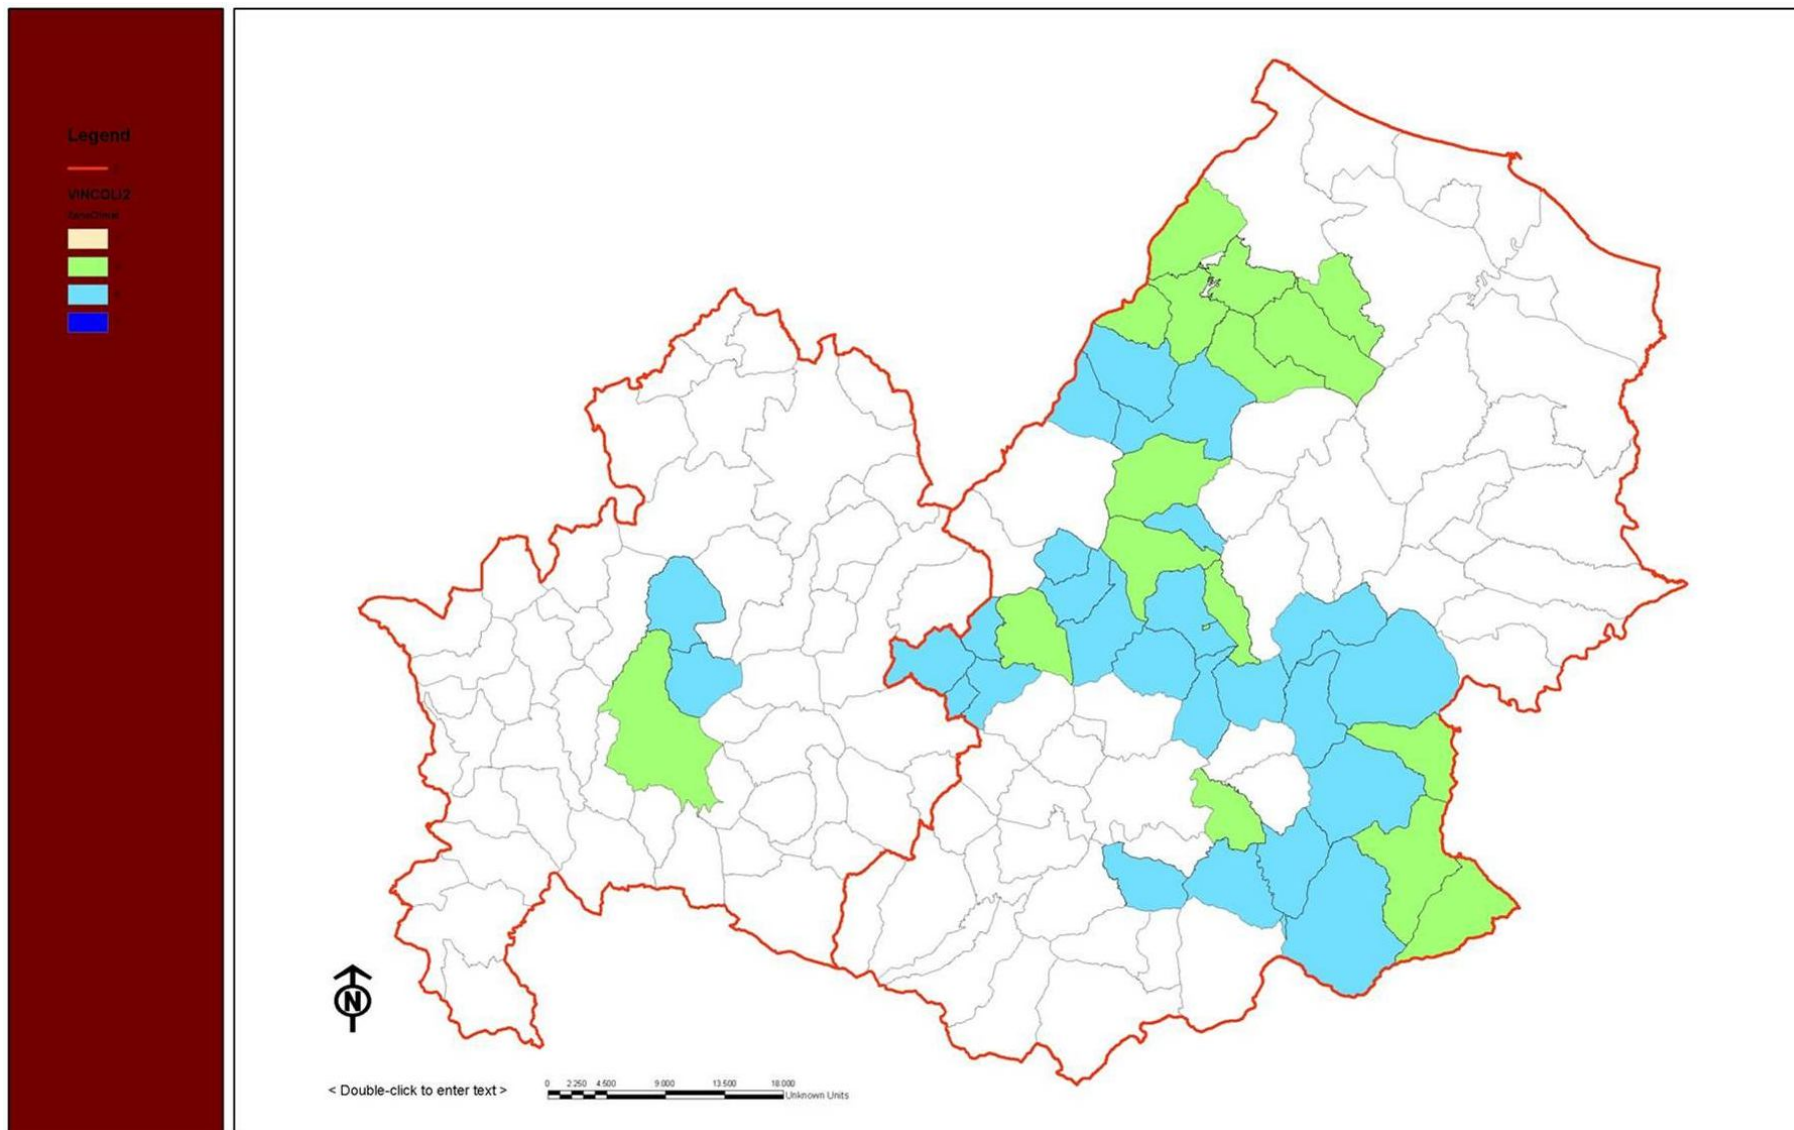 Legend
VINCOLI2
N
< Double-click to enter text >
0 2.250 4.500 9.000 13.500 18.000
Unknown Units